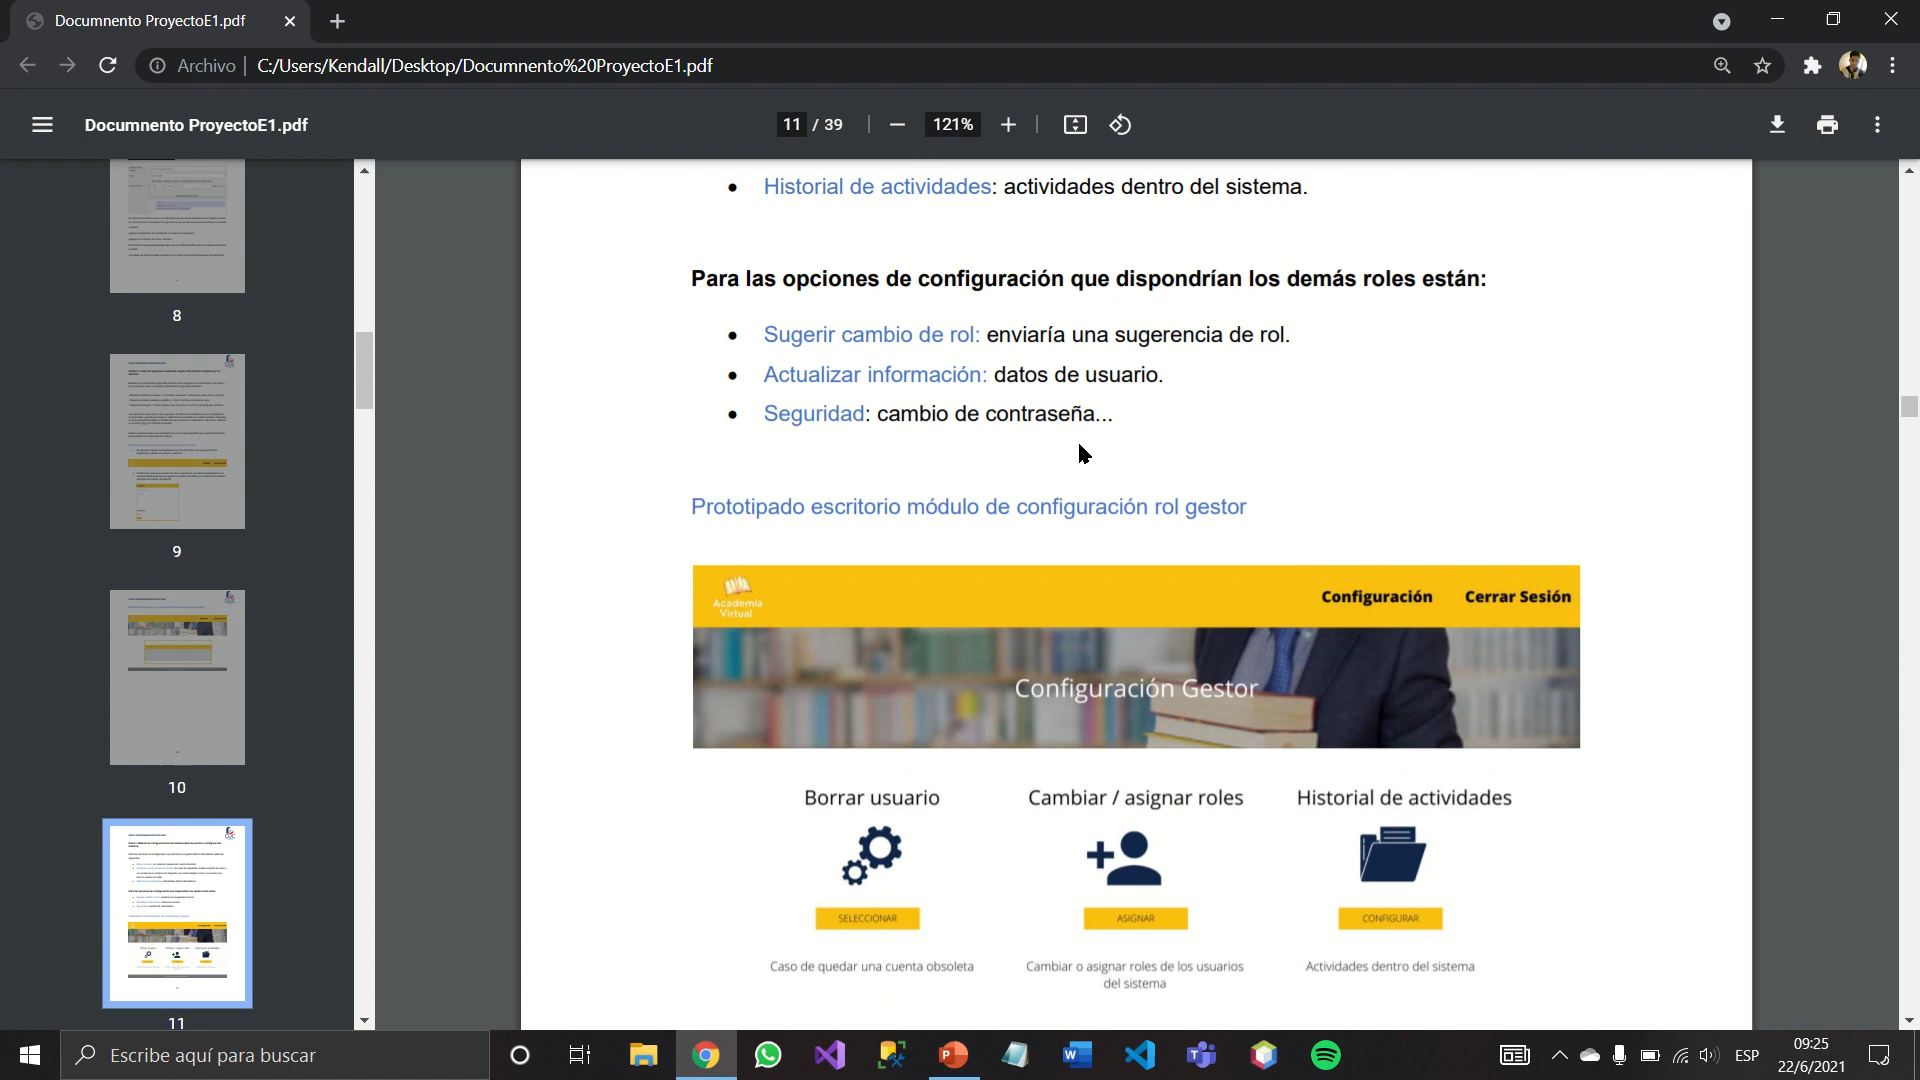 Documnento ProyectoE1.pdf
Archivo
C:/Users/Kendall/Desktop/Documnento%20ProyectoE1.pdf
Documnento ProyectoE1.pdf
11 / 39
121%
8
9
10
11
Historial de actividades: actividades dentro del sistema.
Para las opciones de configuración que dispondrían los demás roles están:
Sugerir cambio de rol: enviaría una sugerencia de rol.
Actualizar información: datos de usuario.
Seguridad: cambio de contraseña...
Prototipado escritorio módulo de configuración rol gestor
Academia
Virtual
Configuración Cerrar Sesión
Configuración Gestor
Borrar usuario Cambiar / asignar roles Historial de actividades
SELECCIONAR ASIGNAR CONFIGURAR
Caso de quedar una cuenta obsoleta Cambiar o asignar roles de los usuarios Actividades dentro del sistema
del sistema
Escribe aquí para buscar
ESP
09:25
22/6/2021